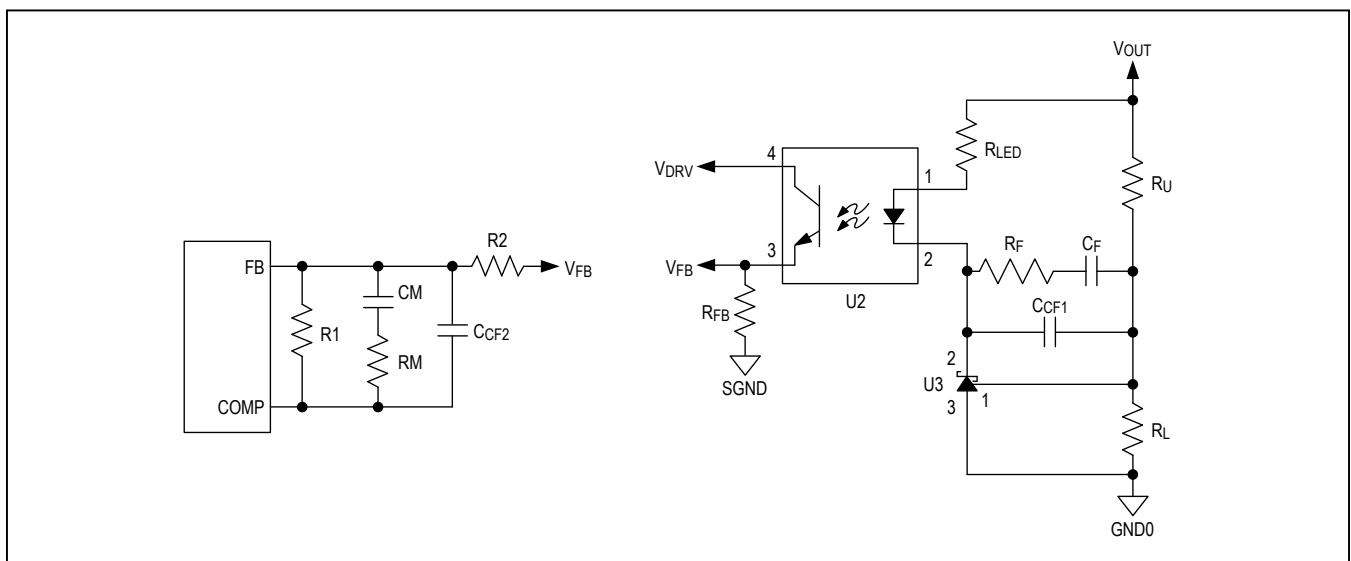 FB
COMP
R1
CM
RM
CCF2
R2
VFB
VDRV
4
3
VFB
RFB
SGND
U2
1
2
RLED
VOUT
RU
RF
CF
CCF1
2
U3
3
1
RL
GND0